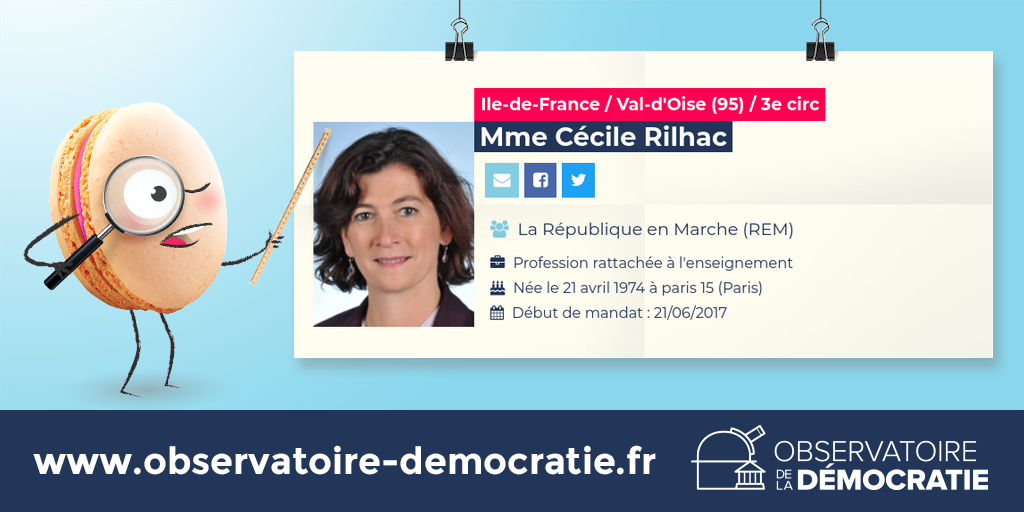 Ile-de-France / Val-d'Oise (95) / 3e circ
Mme Cécile Rilhac
La République en Marche (REM)
Profession rattachée à l'enseignement
Née le 21 avril 1974 à paris 15 (Paris)
Début de mandat : 21/06/2017
www.observatoire-democratie.fr
OBSERVATOIRE
DE LA DÉMOCRATIE